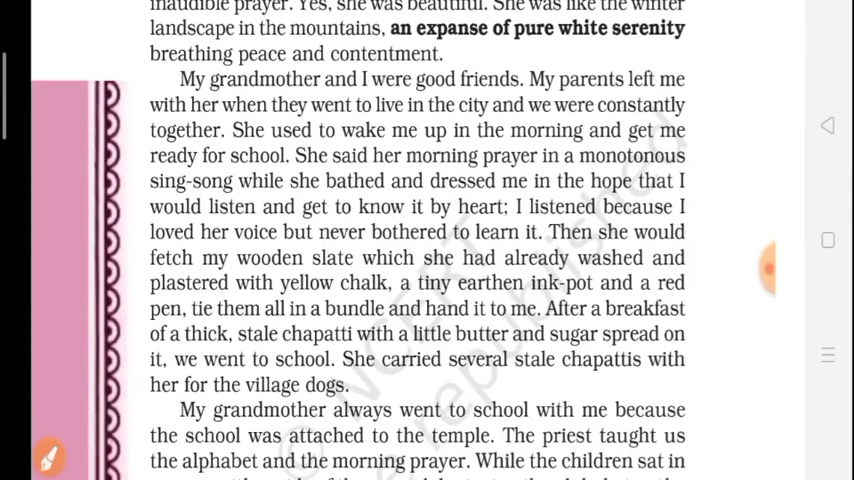 inaudible prayer. Yes, she was beautiful. She was like the winter
landscape in the mountains, an expanse of pure white serenity
breathing peace and contentment.
My grandmother and I were good friends. My parents left me
with her when they went to live in the city and we were constantly
together. She used to wake me up in the morning and get me
ready for school. She said her morning prayer in a monotonous
sing-song while she bathed and dressed me in the hope that I
would listen and get to know it by heart; I listened because I
loved her voice but never bothered to learn it. Then she would
fetch my wooden slate which she had already washed and
plastered with yellow chalk, a tiny earthen ink-pot and a red
pen, tie them all in a bundle and hand it to me. After a breakfast
of a thick, stale chapatti with a little butter and sugar spread on
it, we went to school. She carried several stale chapattis with
her for the village dogs.
My grandmother always went to school with me because
the school was attached to the temple. The priest taught us
the alphabet and the morning prayer. While the children sat in
© NCERT
e republished